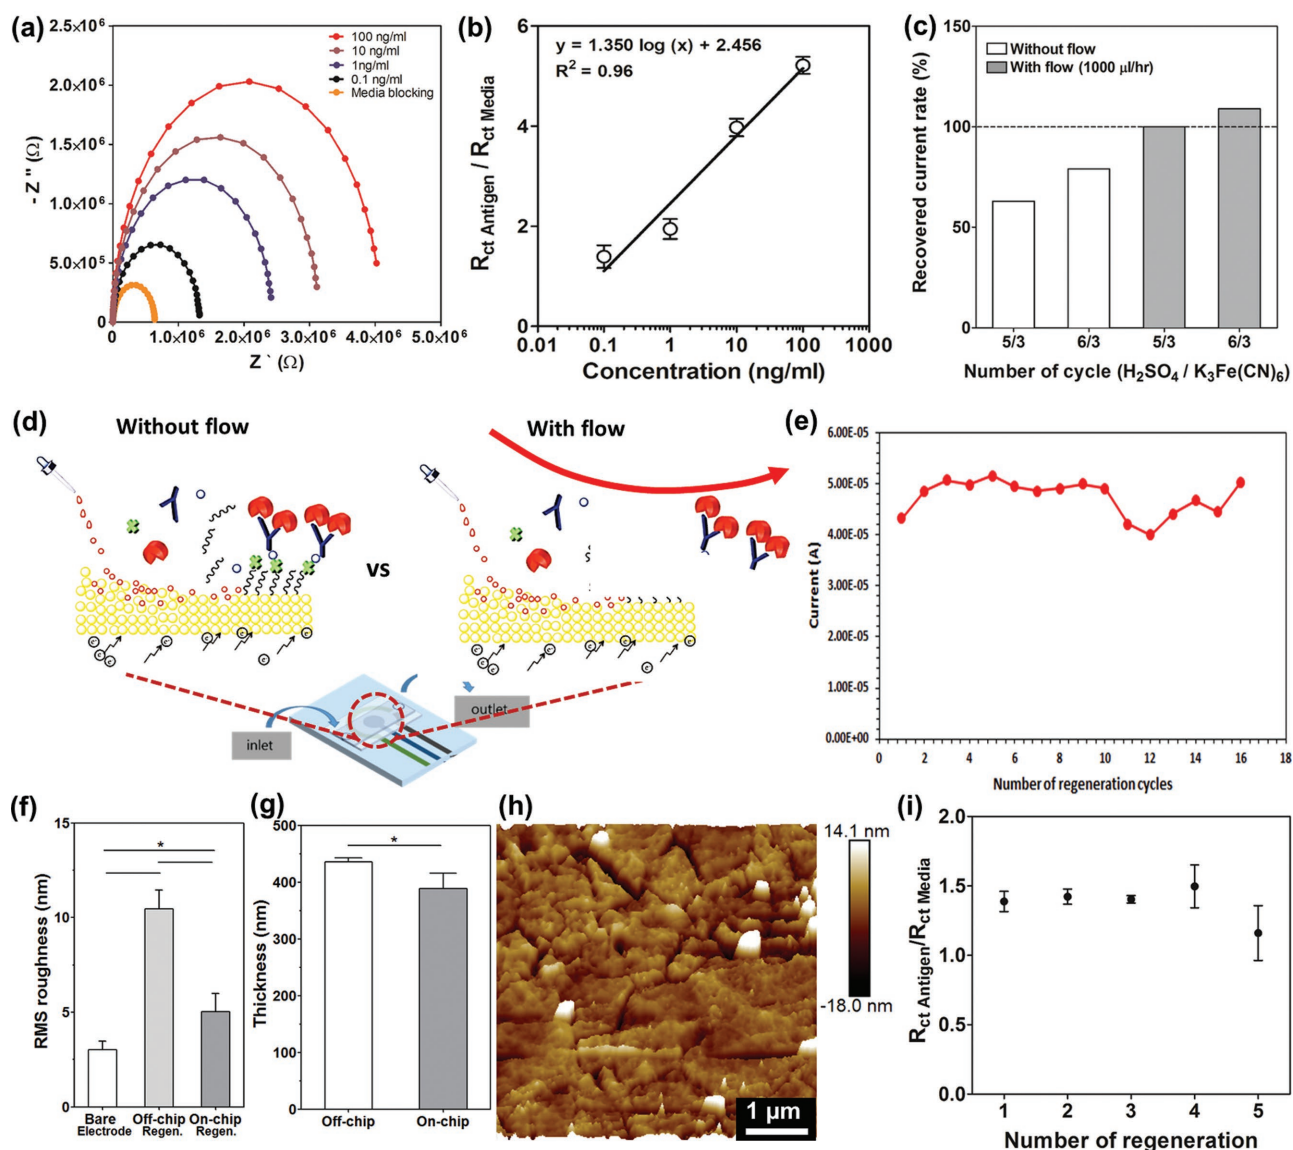 (a)
-Z''(Ω)
2.5×10⁶
2.0×10⁶
1.5×10⁶
1.0×10⁶
5.0×10⁵
0
100 ng/ml
10 ng/ml
1ng/ml
0.1 ng/ml
Media blocking
0 1.0×10⁶ 2.0×10⁶ 3.0×10⁶ 4.0×10⁶ 5.0×10⁶
Z` (Ω)
(b)
R_ct Antigen / R_ct Media
6
4
2
0
y = 1.350 log (x) + 2.456
R² = 0.96
0.01 0.1 1 10 100 1000
Concentration (ng/ml)
(c)
Recovered current rate (%)
150
100
50
0
Without flow
With flow (1000 µl/hr)
5/3 6/3 5/3 6/3
Number of cycle (H₂SO₄ / K₃Fe(CN)₆)
(d)
Without flow
With flow
vs
e⁻ e⁻ e⁻ e⁻ e⁻ e⁻
e⁻ e⁻ e⁻ e⁻ e⁻
inlet
outlet
(e)
Current (A)
6.00E-05
5.00E-05
4.00E-05
3.00E-05
2.00E-05
1.00E-05
0.00E+00
0 2 4 6 8 10 12 14 16 18
Number of regeneration cycles
(f)
RMS roughness (nm)
15
10
5
0
*
Bare Off-chip On-chip
Electrode Regen. Regen.
(g)
Thickness (nm)
500
400
300
200
100
0
*
Off-chip On-chip
(h)
14.1 nm
-18.0 nm
1 µm
(i)
R_ct Antigen/R_ct Media
2.0
1.5
1.0
0.5
0.0
1 2 3 4 5
Number of regeneration